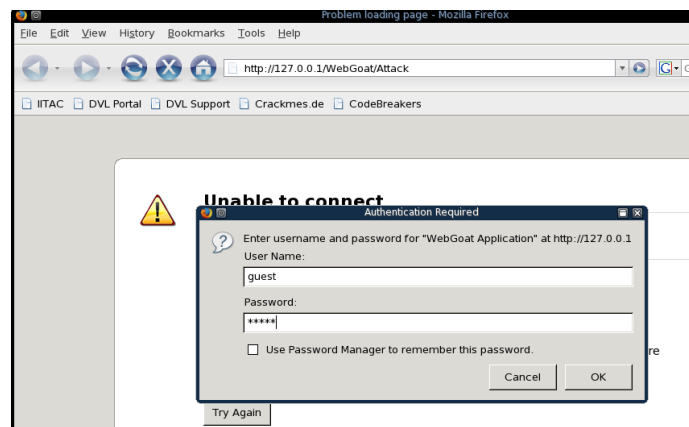 Problem loading page - Mozilla Firefox
File Edit View History Bookmarks Tools Help
http://127.0.0.1/WebGoat/Attack
G
IITAC DVL Portal DVL Support Crackmes.de CodeBreakers
Unable to connect
Authentication Required
Enter username and password for "WebGoat Application" at http://127.0.0.1
User Name:
guest
Password:
*****
Use Password Manager to remember this password.
re
Cancel OK
Try Again